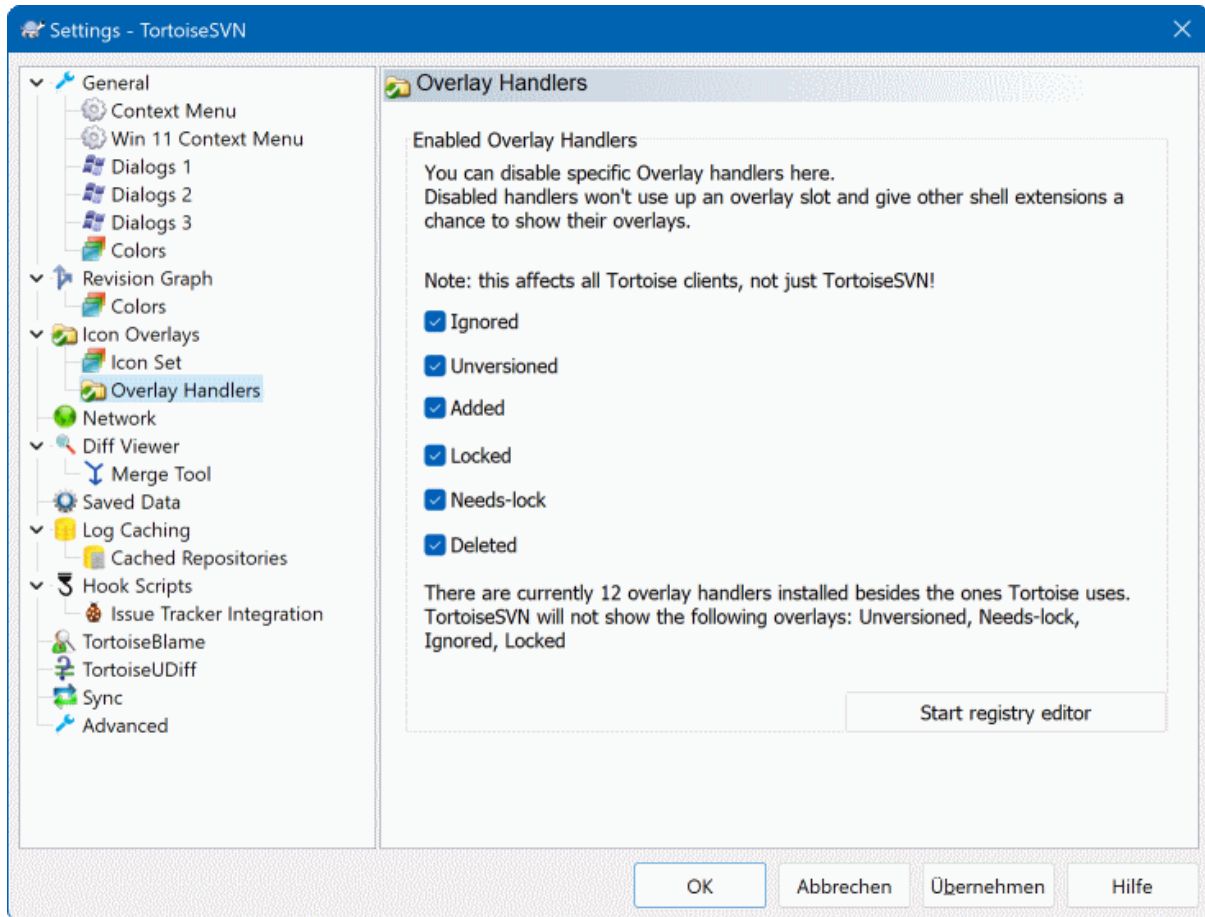 Settings - TortoiseSVN
General
Context Menu
Win 11 Context Menu
Dialogs 1
Dialogs 2
Dialogs 3
Colors
Revision Graph
Colors
Icon Overlays
Icon Set
Overlay Handlers
Network
Diff Viewer
Merge Tool
Saved Data
Log Caching
Cached Repositories
Hook Scripts
Issue Tracker Integration
TortoiseBlame
TortoiseUDiff
Sync
Advanced
Overlay Handlers
Enabled Overlay Handlers
You can disable specific Overlay handlers here.
Disabled handlers won't use up an overlay slot and give other shell extensions a
chance to show their overlays.
Note: this affects all Tortoise clients, not just TortoiseSVN!
Ignored
Unversioned
Added
Locked
Needs-lock
Deleted
There are currently 12 overlay handlers installed besides the ones Tortoise uses.
TortoiseSVN will not show the following overlays: Unversioned, Needs-lock,
Ignored, Locked
Start registry editor
OK
Abbrechen
Übernehmen
Hilfe